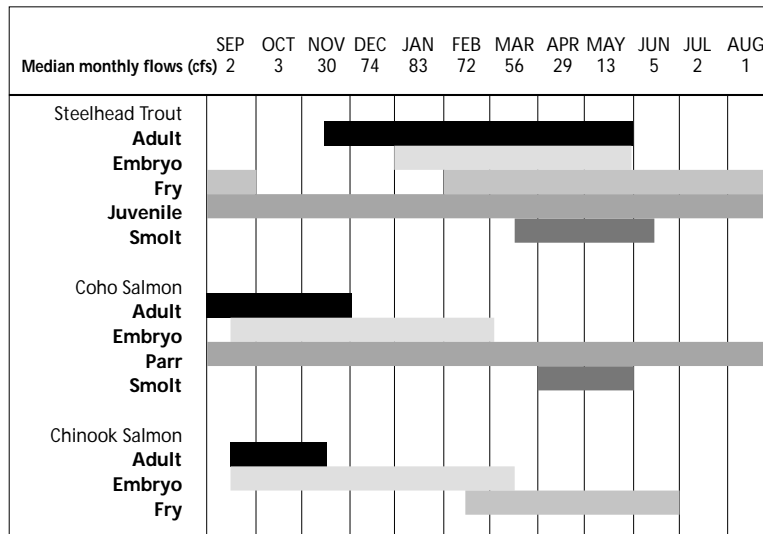 SEP OCT NOV DEC JAN FEB MAR APR MAY JUN JUL AUG
Median monthly flows (cfs) 2 3 30 74 83 72 56 29 13 5 2 1
Steelhead Trout
Adult
Embryo
Fry
Juvenile
Smolt
Coho Salmon
Adult
Embryo
Parr
Smolt
Chinook Salmon
Adult
Embryo
Fry